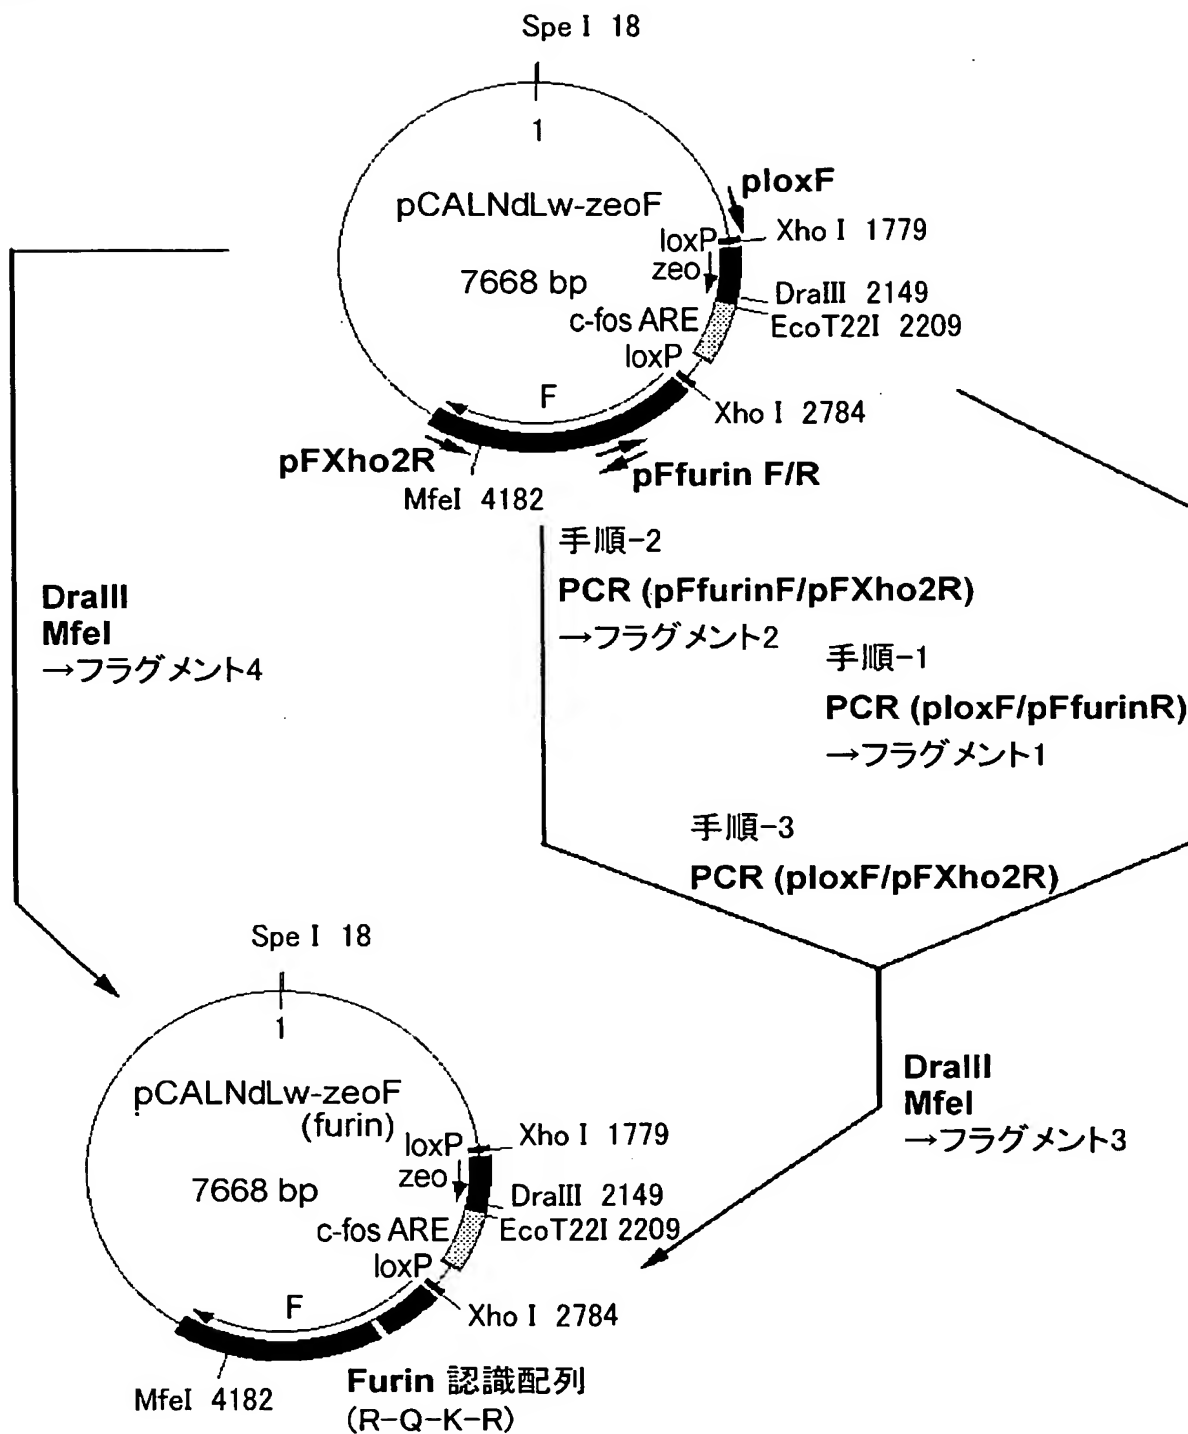 Spe I 18
1
pCALNdLw-zeoF
7668 bp
ploxF
loxP
Xho I 1779
zeo
DraIII 2149
c-fos ARE
EcoT22I 2209
loxP
F
Xho I 2784
pFXho2R
pFfurin F/R
MfeI 4182
手順-2
PCR (pFfurinF/pFXho2R)
→フラグメント2
DraIII
MfeI
→フラグメント4
手順-1
PCR (ploxF/pFfurinR)
→フラグメント1
手順-3
PCR (ploxF/pFXho2R)
Spe I 18
1
pCALNdLw-zeoF
(furin)
7668 bp
loxP
Xho I 1779
zeo
DraIII 2149
c-fos ARE
EcoT22I 2209
loxP
F
Xho I 2784
MfeI 4182
Furin 認識配列
(R-Q-K-R)
DraIII
MfeI
→フラグメント3